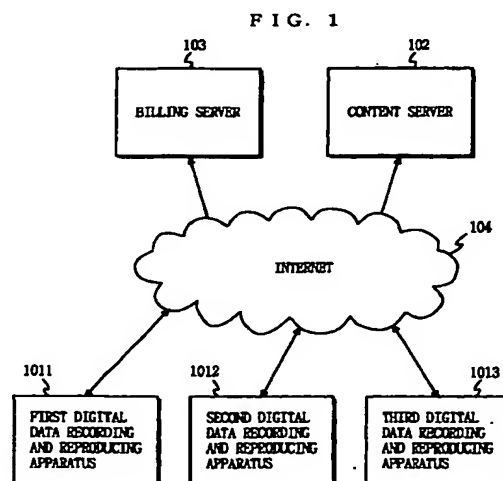 FIG. 1
103
102
BILLING SERVER
CONTENT SERVER
104
INTERNET
1011
1012
1013
FIRST DIGITAL
DATA RECORDING
AND REPRODUCING
APPARATUS
SECOND DIGITAL
DATA RECORDING
AND REPRODUCING
APPARATUS
THIRD DIGITAL
DATA RECORDING
AND REPRODUCING
APPARATUS